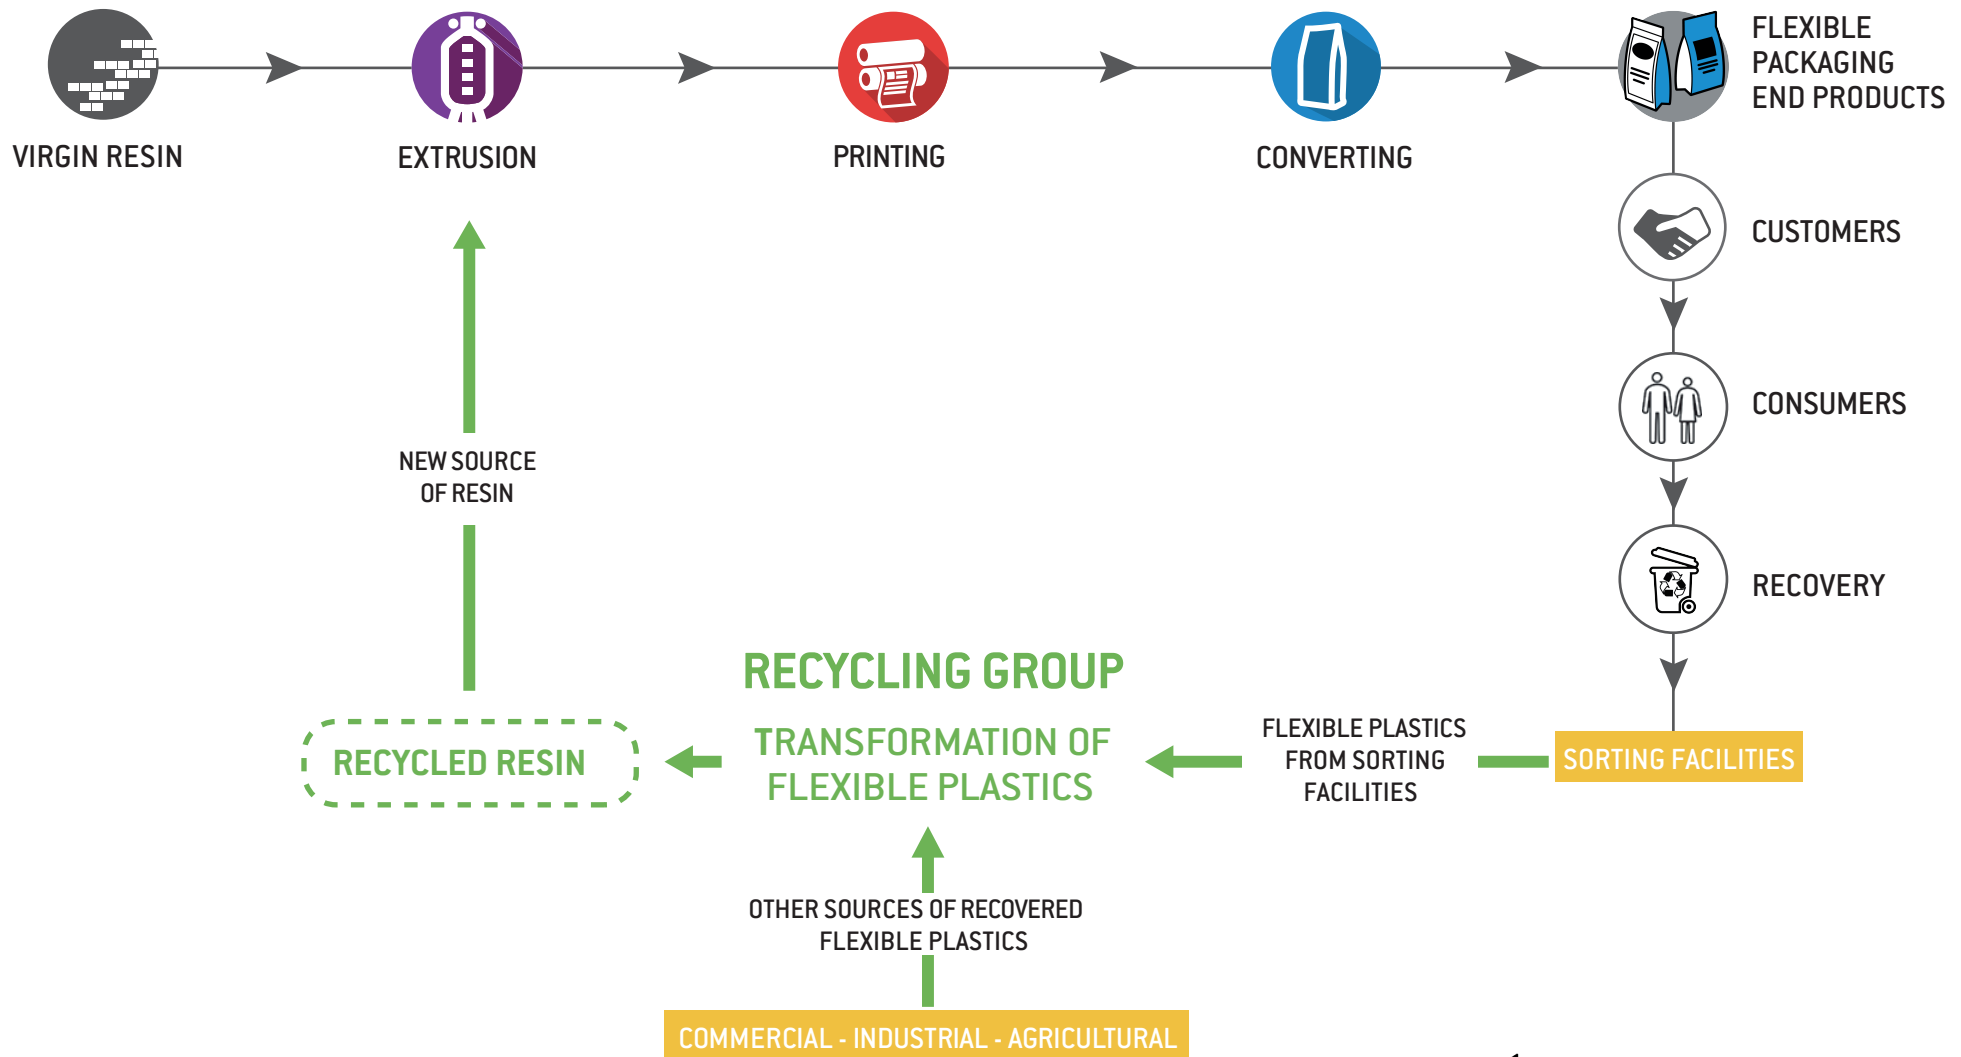 VIRGIN RESIN
EXTRUSION
PRINTING
CONVERTING
FLEXIBLE
PACKAGING
END PRODUCTS
CUSTOMERS
CONSUMERS
RECOVERY
SORTING FACILITIES
FLEXIBLE PLASTICS
FROM SORTING
FACILITIES
RECYCLING GROUP
TRANSFORMATION OF
FLEXIBLE PLASTICS
OTHER SOURCES OF RECOVERED
FLEXIBLE PLASTICS
COMMERCIAL - INDUSTRIAL - AGRICULTURAL
RECYCLED RESIN
NEW SOURCE
OF RESIN